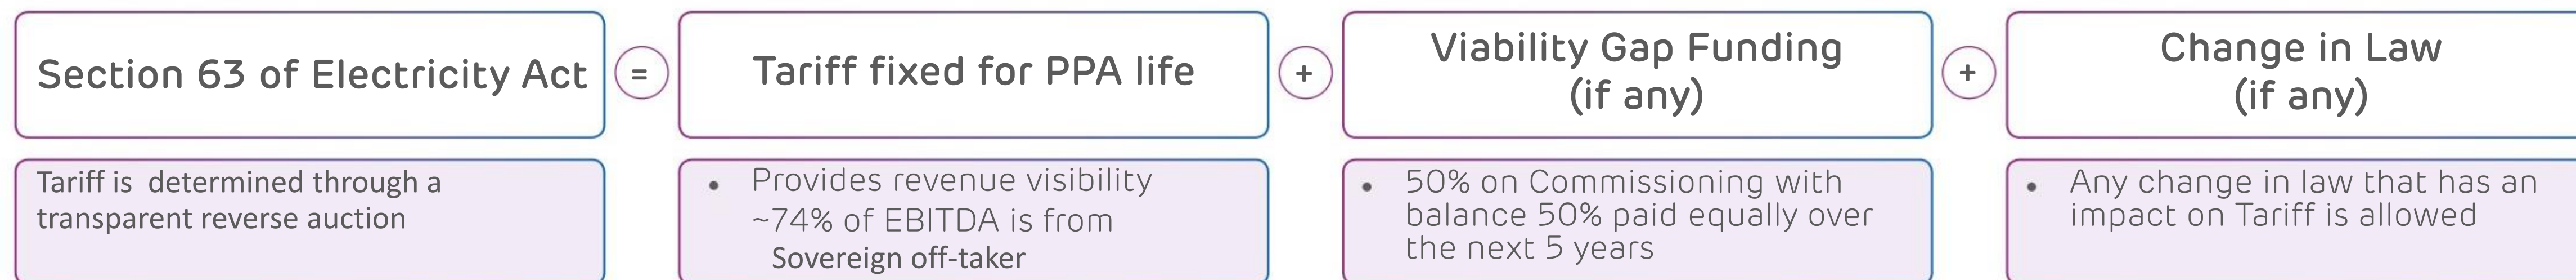 Section 63 of Electricity Act
=
Tariff fixed for PPA life
+
Viability Gap Funding
(if any)
+
Change in Law
(if any)
Tariff is  determined through a
transparent reverse auction
• Provides revenue visibility
~74% of EBITDA is from
Sovereign off-taker
• 50% on Commissioning with
balance 50% paid equally over
the next 5 years
• Any change in law that has an
impact on Tariff is allowed